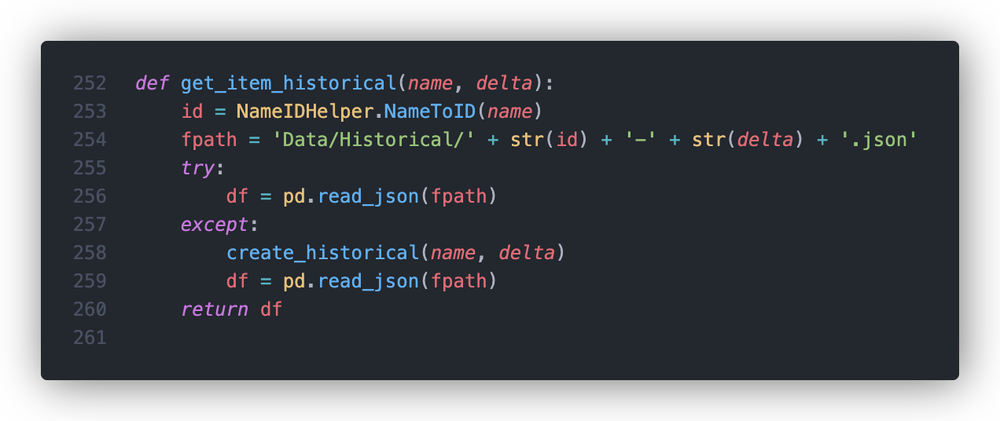 252 def get_item_historical(name, delta):
253     id = NameIDHelper.NameToID(name)
254     fpath = 'Data/Historical/' + str(id) + '-' + str(delta) + '.json'
255     try:
256         df = pd.read_json(fpath)
257     except:
258         create_historical(name, delta)
259         df = pd.read_json(fpath)
260     return df
261